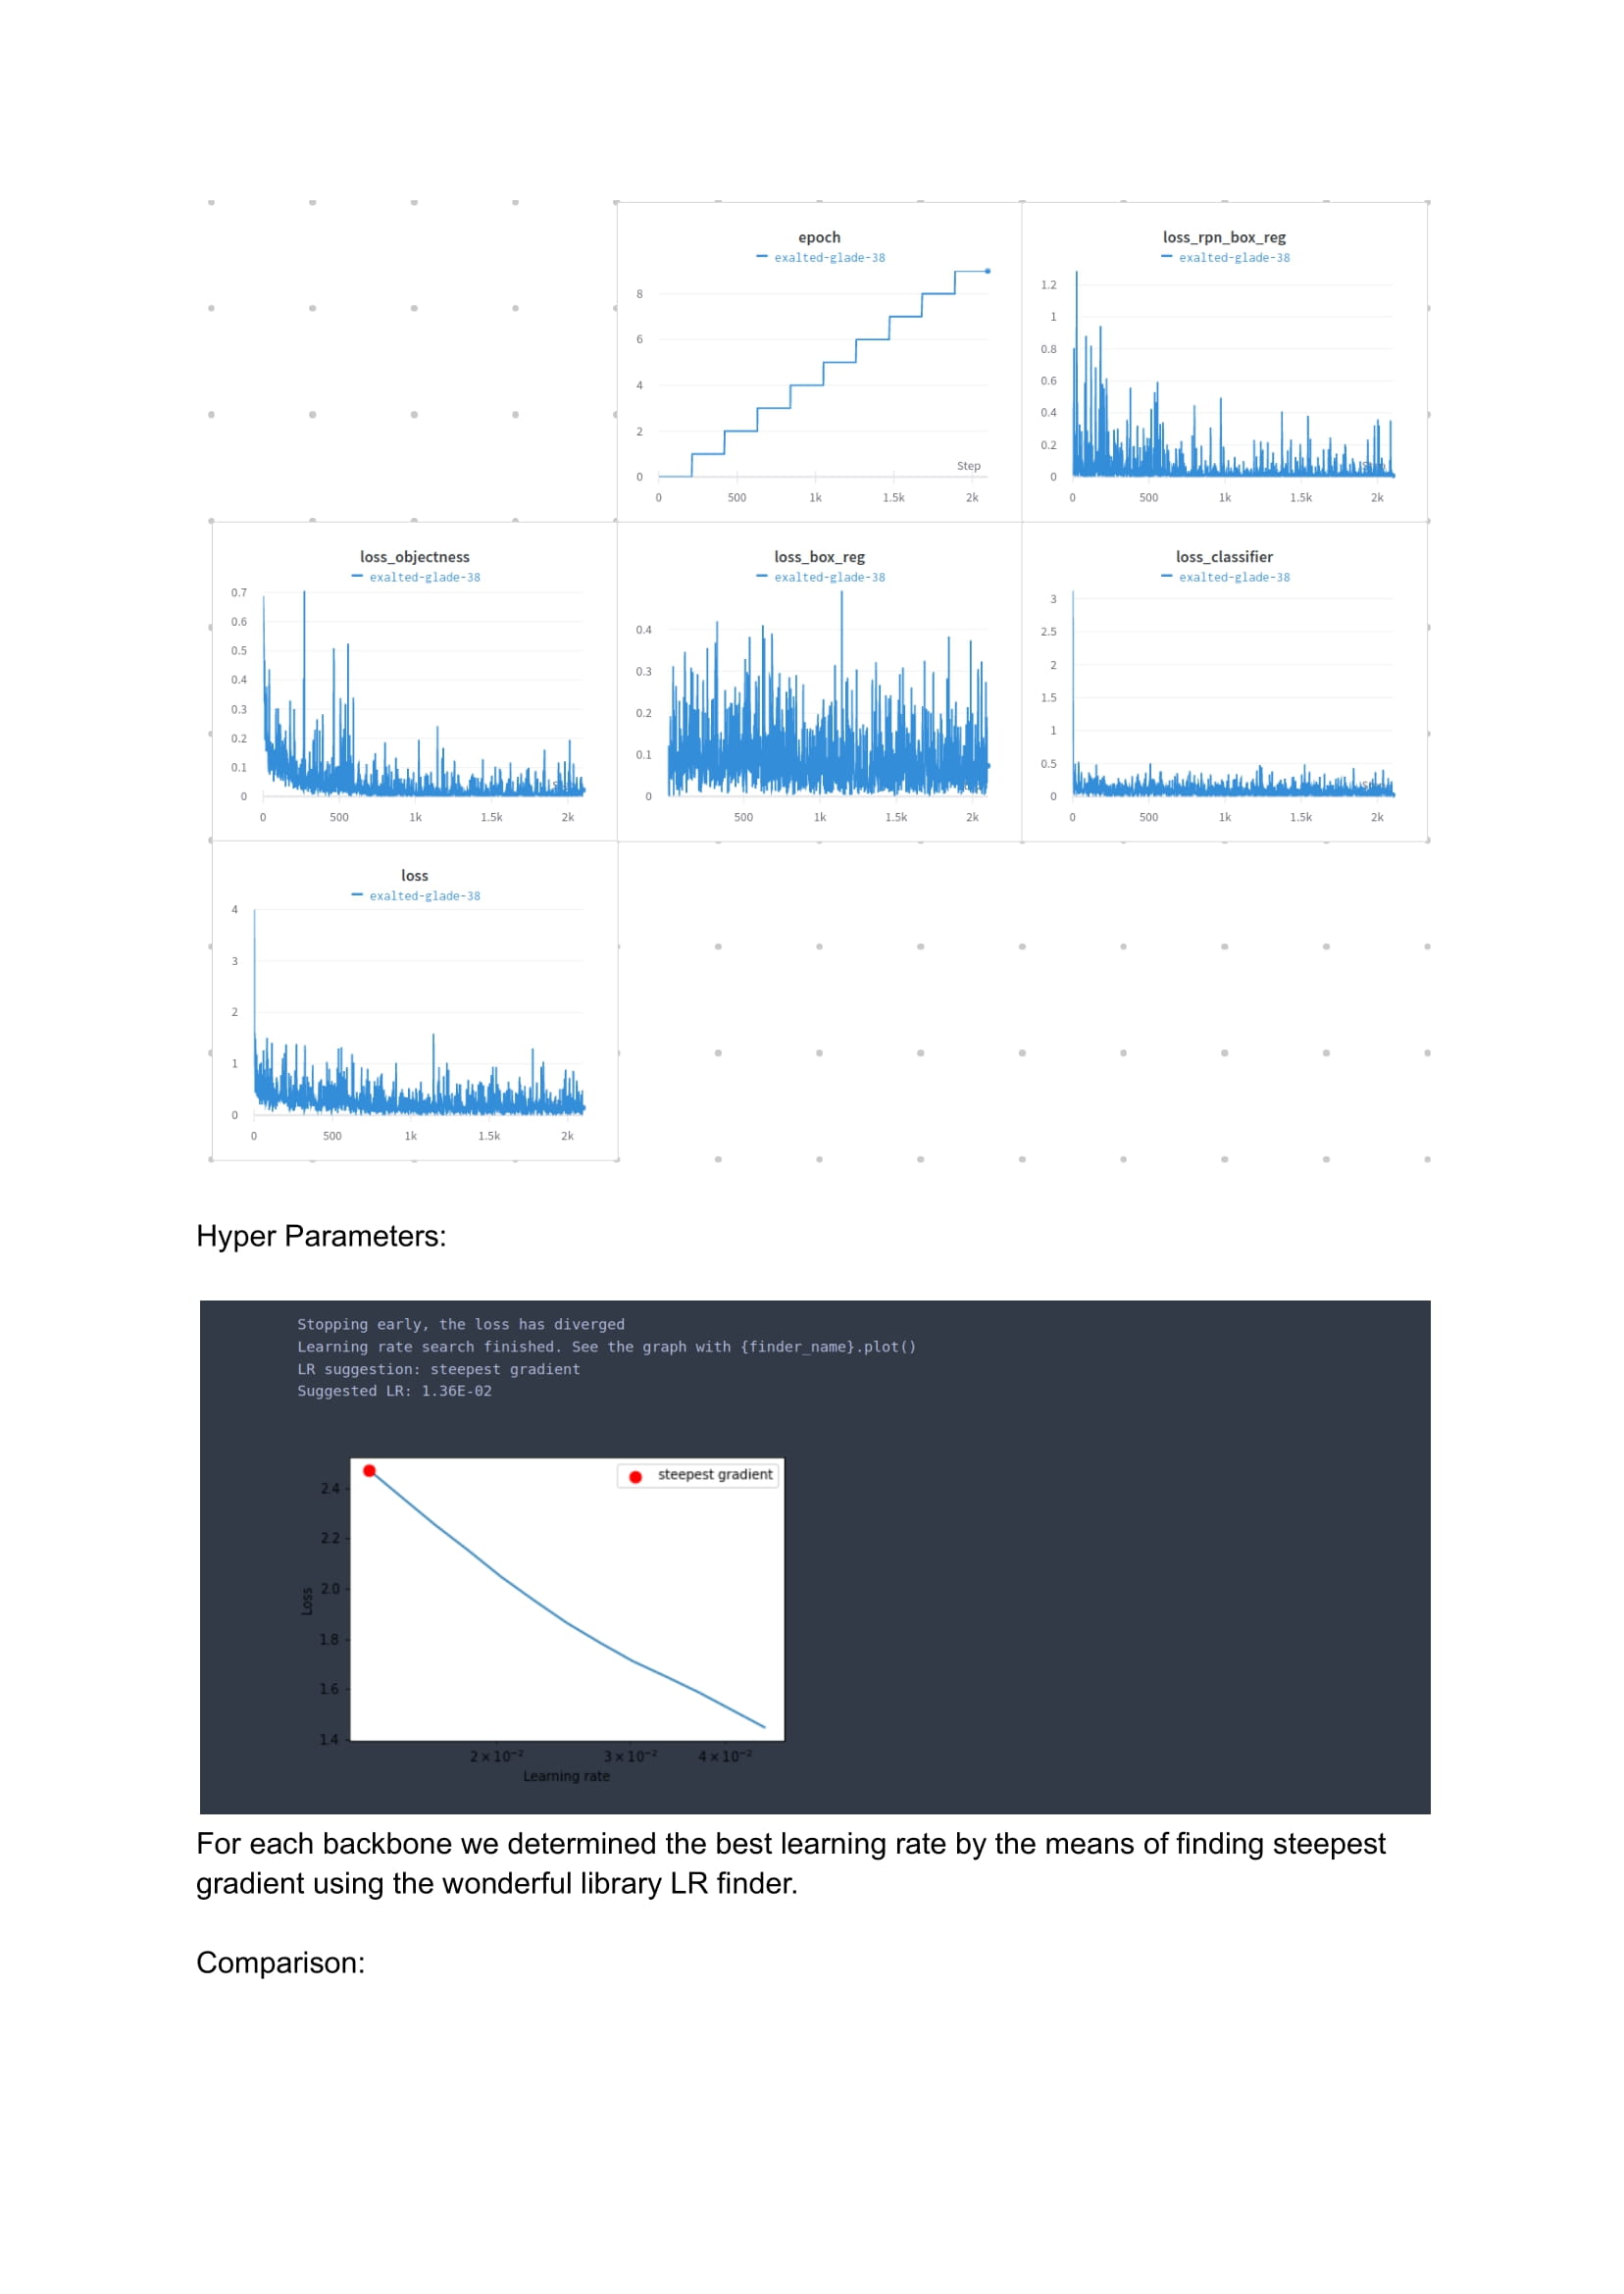 epoch
exalted-glade-38
8
6
4
2
0
Step
0 500 1k 1.5k 2k
loss_rpn_box_reg
exalted-glade-38
1.2
1
0.8
0.6
0.4
0.2
0
0 500 1k 1.5k 2k
loss_objectness
exalted-glade-38
0.7
0.6
0.5
0.4
0.3
0.2
0.1
0
0 500 1k 1.5k 2k
loss_box_reg
exalted-glade-38
0.4
0.3
0.2
0.1
0
500 1k 1.5k 2k
loss_classifier
exalted-glade-38
3
2.5
2
1.5
1
0.5
0
0 500 1k 1.5k 2k
loss
exalted-glade-38
4
3
2
1
0
0 500 1k 1.5k 2k
Hyper Parameters:
Stopping early, the loss has diverged
Learning rate search finished. See the graph with {finder_name}.plot()
LR suggestion: steepest gradient
Suggested LR: 1.36E-02
steepest gradient
2.4
2.2
2.0
1.8
1.6
1.4
Loss
2 × 10⁻² 3 × 10⁻² 4 × 10⁻²
Learning rate
For each backbone we determined the best learning rate by the means of finding steepest
gradient using the wonderful library LR finder.
Comparison: